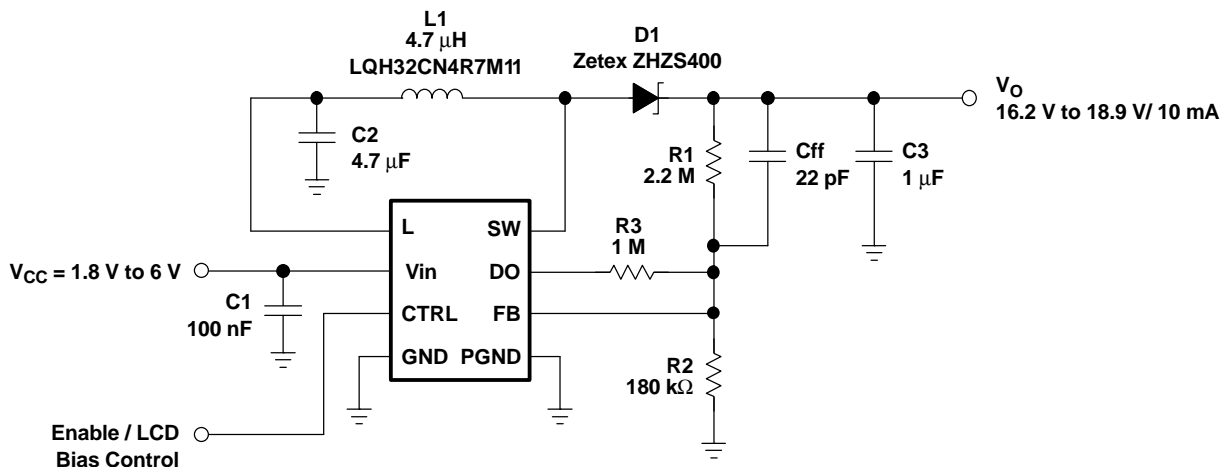 L1
4.7 μH
LQH32CN4R7M11
D1
Zetex ZHZS400
VO
16.2 V to 18.9 V/ 10 mA
C2
4.7 μF
R1
2.2 M
Cff
22 pF
C3
1 μF
L
SW
R3
1 M
VCC = 1.8 V to 6 V
Vin
DO
C1
100 nF
CTRL
FB
GND
PGND
R2
180 kΩ
Enable / LCD
Bias Control